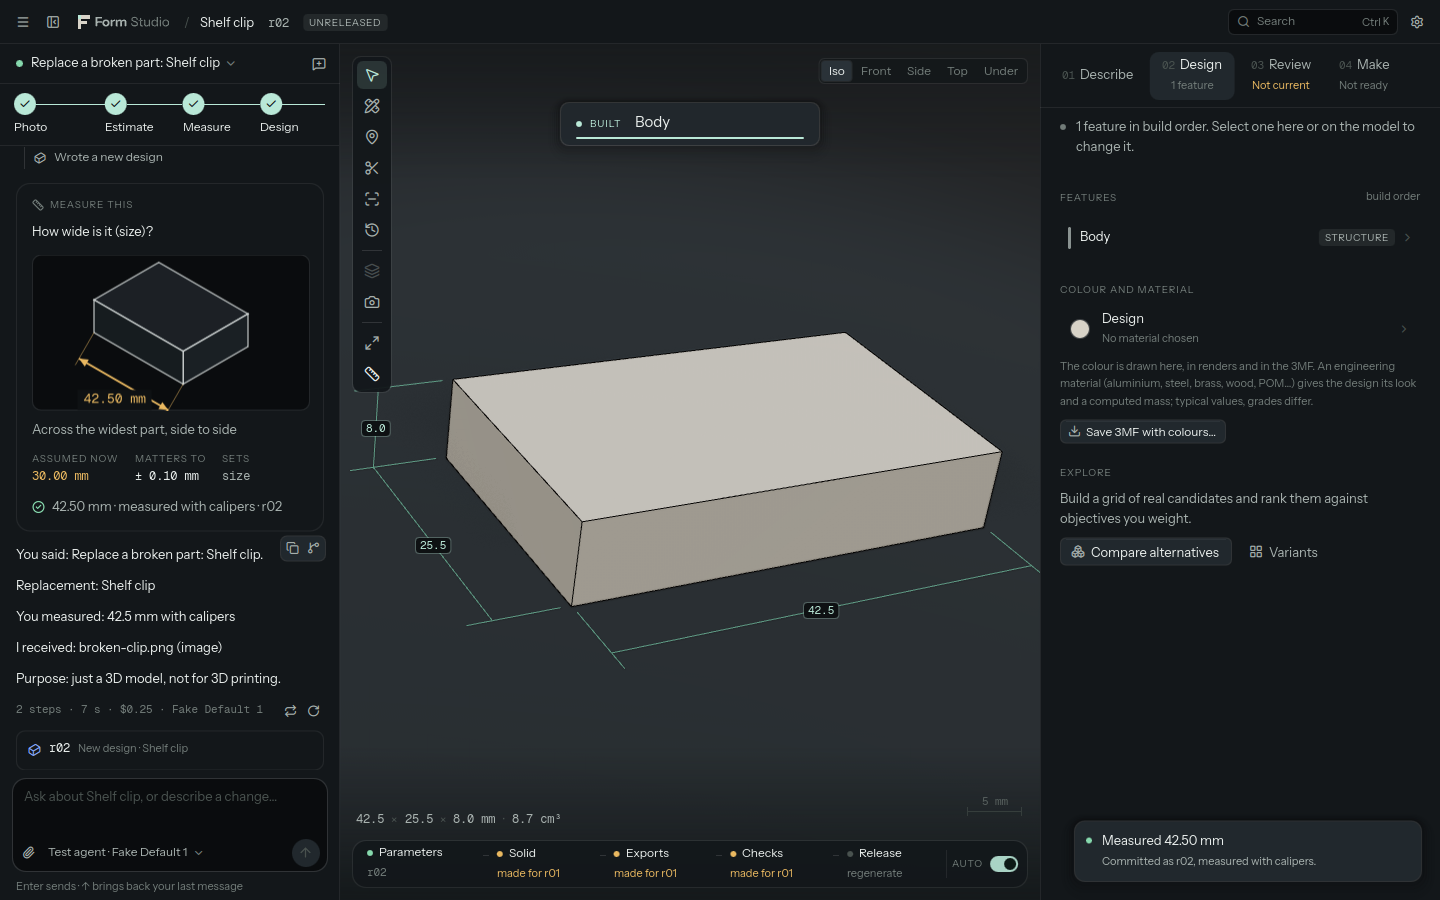 Form Studio / Shelf clip r02 UNRELEASED
Search Ctrl K
Replace a broken part: Shelf clip
Photo Estimate Measure Design
Wrote a new design
MEASURE THIS
How wide is it (size)?
42.50 mm
Across the widest part, side to side
ASSUMED NOW MATTERS TO SETS
30.00 mm ± 0.10 mm size
42.50 mm · measured with calipers · r02
You said: Replace a broken part: Shelf clip.
Replacement: Shelf clip
You measured: 42.5 mm with calipers
I received: broken-clip.png (image)
Purpose: just a 3D model, not for 3D printing.
2 steps · 7 s · $0.25 · Fake Default 1
r02 New design · Shelf clip
Ask about Shelf clip, or describe a change...
Test agent · Fake Default 1
Enter sends · ↑ brings back your last message
Iso Front Side Top Under
BUILT Body
8.0
25.5
42.5
5 mm
42.5 × 25.5 × 8.0 mm · 8.7 cm³
Parameters Solid Exports Checks Release
r02 made for r01 made for r01 made for r01 regenerate
AUTO
01 Describe
02 Design
1 feature
03 Review
Not current
04 Make
Not ready
1 feature in build order. Select one here or on the model to
change it.
FEATURES build order
Body STRUCTURE
COLOUR AND MATERIAL
Design
No material chosen
The colour is drawn here, in renders and in the 3MF. An engineering
material (aluminium, steel, brass, wood, POM...) gives the design its look
and a computed mass; typical values, grades differ.
Save 3MF with colours...
EXPLORE
Build a grid of real candidates and rank them against
objectives you weight.
Compare alternatives Variants
Measured 42.50 mm
Committed as r02, measured with calipers.